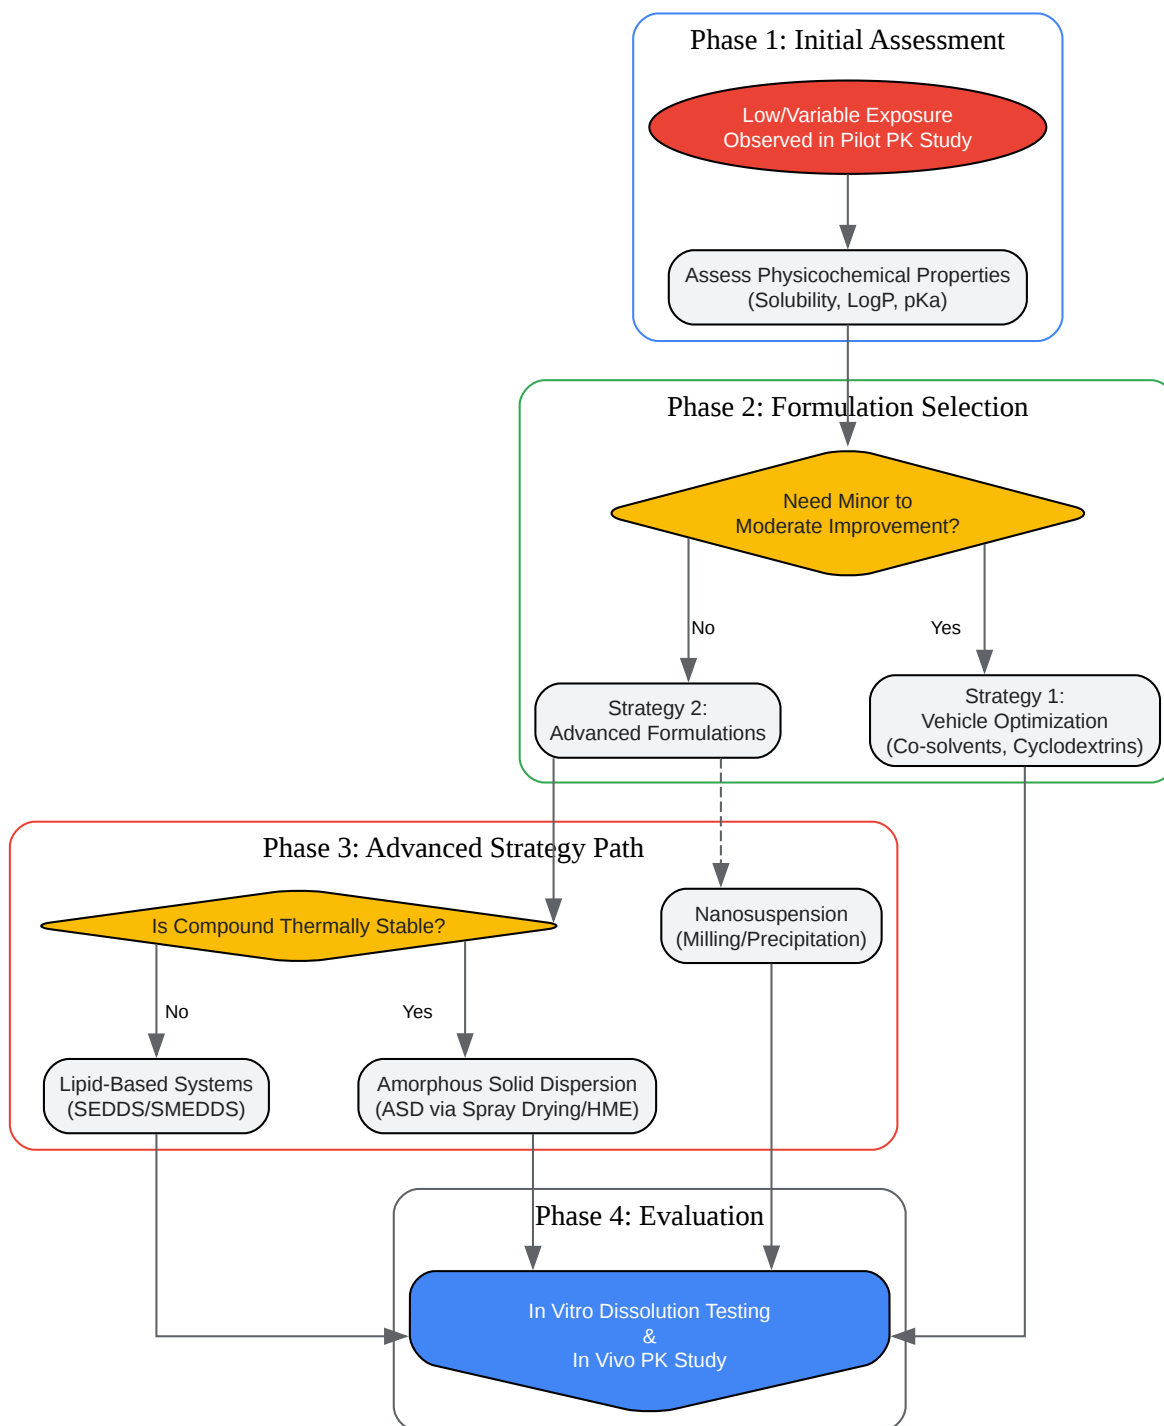 Phase 1: Initial Assessment
Low/Variable Exposure
Observed in Pilot PK Study
Assess Physicochemical Properties
(Solubility, LogP, pKa)
Phase 2: Formulation Selection
Need Minor to
Moderate Improvement?
No
Yes
Strategy 2:
Advanced Formulations
Strategy 1:
Vehicle Optimization
(Co-solvents, Cyclodextrins)
Phase 3: Advanced Strategy Path
Is Compound Thermally Stable?
Nanosuspension
(Milling/Precipitation)
No
Yes
Lipid-Based Systems
(SEDDS/SMEDDS)
Amorphous Solid Dispersion
(ASD via Spray Drying/HME)
Phase 4: Evaluation
In Vitro Dissolution Testing
&
In Vivo PK Study